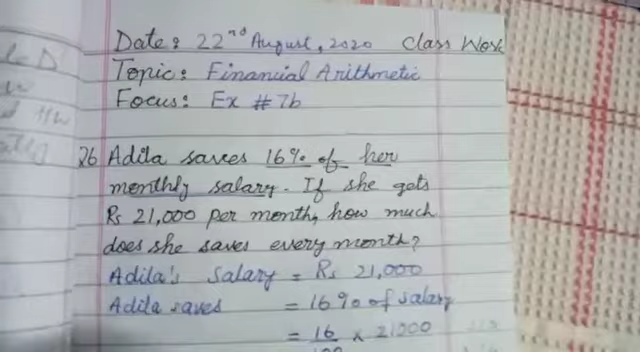 Date: 22nd August, 2020 Class Work
Topic: Financial Arithmetic
Focus: Ex # 7b
26 Adila saves 16% of her
monthly salary. If she gets
Rs 21,000 per month, how much
does she saves every month?
Adila's Salary = Rs 21,000
Adila saves = 16% of salary
= 16 x 21000
100